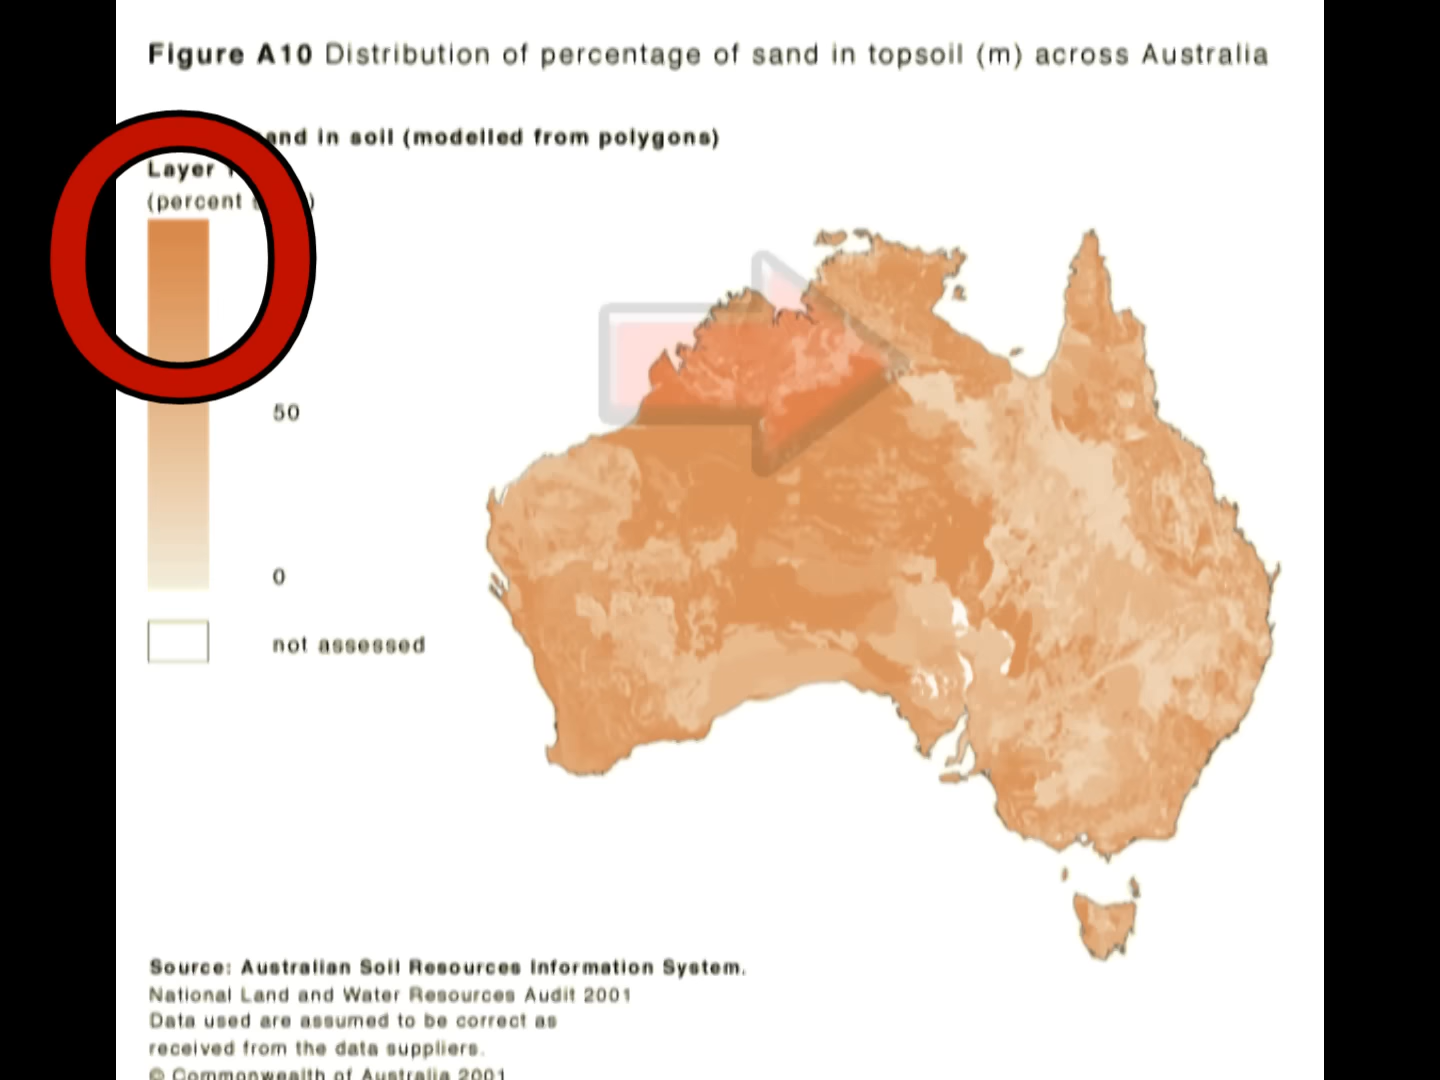 Figure A10 Distribution of percentage of sand in topsoil (m) across Australia
and in soil (modelled from polygons)
Layer
(percent
50
0
not assessed
Source: Australian Soil Resources Information System.
National Land and Water Resources Audit 2001
Data used are assumed to be correct as
received from the data suppliers.
© Commonwealth of Australia 2001